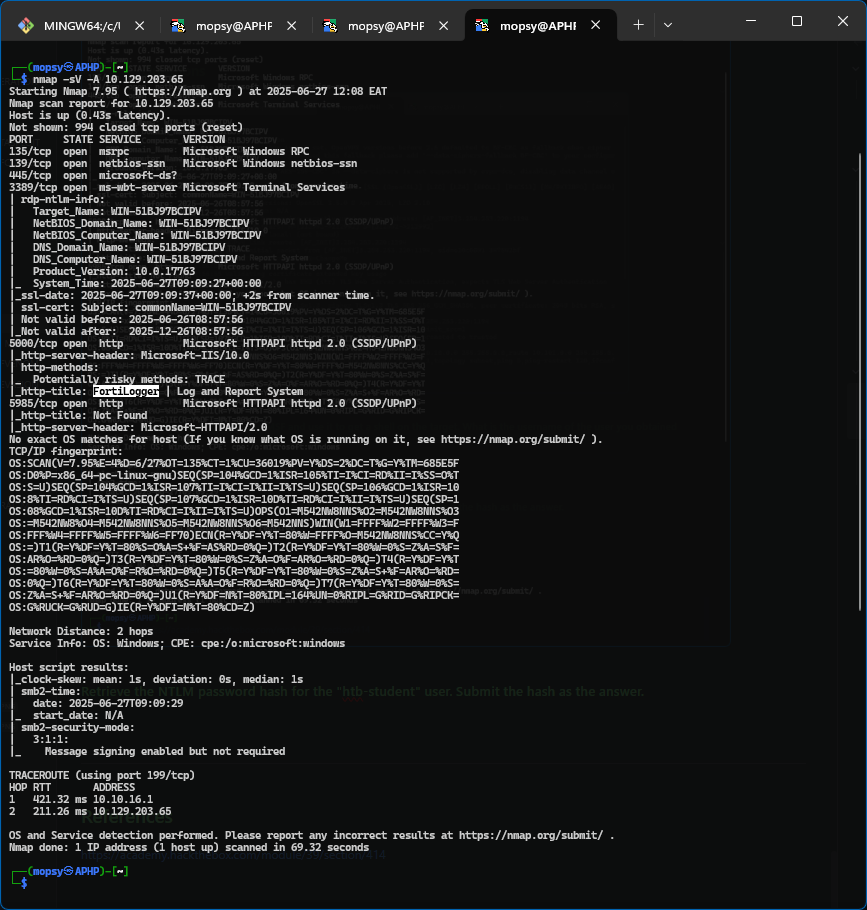 MINGW64:/c/U
mopsy@APHP
mopsy@APHP
mopsy@APHP
┌──(mopsy㉿APHP)-[~]
└─$ nmap -sV -A 10.129.203.65
Starting Nmap 7.95 ( https://nmap.org ) at 2025-06-27 12:08 EAT
Nmap scan report for 10.129.203.65
Host is up (0.43s latency).
Not shown: 994 closed tcp ports (reset)
PORT     STATE SERVICE       VERSION
135/tcp  open  msrpc         Microsoft Windows RPC
139/tcp  open  netbios-ssn   Microsoft Windows netbios-ssn
445/tcp  open  microsoft-ds?
3389/tcp open  ms-wbt-server Microsoft Terminal Services
| rdp-ntlm-info:
|   Target_Name: WIN-51BJ97BCIPV
|   NetBIOS_Domain_Name: WIN-51BJ97BCIPV
|   NetBIOS_Computer_Name: WIN-51BJ97BCIPV
|   DNS_Domain_Name: WIN-51BJ97BCIPV
|   DNS_Computer_Name: WIN-51BJ97BCIPV
|   Product_Version: 10.0.17763
|_  System_Time: 2025-06-27T09:09:27+00:00
|_ssl-date: 2025-06-27T09:09:37+00:00; +2s from scanner time.
| ssl-cert: Subject: commonName=WIN-51BJ97BCIPV
| Not valid before: 2025-06-26T08:57:56
|_Not valid after:  2025-12-26T08:57:56
5000/tcp open  http          Microsoft HTTPAPI httpd 2.0 (SSDP/UPnP)
|_http-server-header: Microsoft-IIS/10.0
| http-methods:
|_  Potentially risky methods: TRACE
|_http-title: FortiLogger | Log and Report System
5985/tcp open  http          Microsoft HTTPAPI httpd 2.0 (SSDP/UPnP)
|_http-title: Not Found
|_http-server-header: Microsoft-HTTPAPI/2.0
No exact OS matches for host (If you know what OS is running on it, see https://nmap.org/submit/ ).
TCP/IP fingerprint:
OS:SCAN(V=7.95%E=4%D=6/27%OT=135%CT=1%CU=36019%PV=Y%DS=2%DC=T%G=Y%TM=685E5F
OS:D0%P=x86_64-pc-linux-gnu)SEQ(SP=104%GCD=1%ISR=105%TI=I%CI=RD%II=I%SS=O%T
OS:S=U)SEQ(SP=104%GCD=1%ISR=107%TI=I%CI=I%II=I%TS=U)SEQ(SP=106%GCD=1%ISR=10
OS:8%TI=RD%CI=I%TS=U)SEQ(SP=107%GCD=1%ISR=10D%TI=RD%CI=I%II=I%TS=U)SEQ(SP=1
OS:08%GCD=1%ISR=10D%TI=RD%CI=I%II=I%TS=U)OPS(O1=M542NW8NNS%O2=M542NW8NNS%O3
OS:=M542NW8%O4=M542NW8NNS%O5=M542NW8NNS%O6=M542NNS)WIN(W1=FFFF%W2=FFFF%W3=F
OS:FFF%W4=FFFF%W5=FFFF%W6=FF70)ECN(R=Y%DF=Y%T=80%W=FFFF%O=M542NW8NNS%CC=Y%Q
OS:=)T1(R=Y%DF=Y%T=80%S=O%A=S+%F=AS%RD=0%Q=)T2(R=Y%DF=Y%T=80%W=0%S=Z%A=S%F=
OS:AR%O=%RD=0%Q=)T3(R=Y%DF=Y%T=80%W=0%S=Z%A=O%F=AR%O=%RD=0%Q=)T4(R=Y%DF=Y%T
OS:=80%W=0%S=A%A=O%F=R%O=%RD=0%Q=)T5(R=Y%DF=Y%T=80%W=0%S=Z%A=S+%F=AR%O=%RD=
OS:0%Q=)T6(R=Y%DF=Y%T=80%W=0%S=A%A=O%F=R%O=%RD=0%Q=)T7(R=Y%DF=Y%T=80%W=0%S=
OS:Z%A=S+%F=AR%O=%RD=0%Q=)U1(R=Y%DF=N%T=80%IPL=164%UN=0%RIPL=G%RID=G%RIPCK=
OS:G%RUCK=G%RUD=G)IE(R=Y%DFI=N%T=80%CD=Z)
Network Distance: 2 hops
Service Info: OS: Windows; CPE: cpe:/o:microsoft:windows
Host script results:
|_clock-skew: mean: 1s, deviation: 0s, median: 1s
| smb2-time:
|   date: 2025-06-27T09:09:29
|_  start_date: N/A
| smb2-security-mode:
|   3:1:1:
|_    Message signing enabled but not required
Retrieve the NTLM password hash for the "htb-student" user. Submit the hash as the answer.
TRACEROUTE (using port 199/tcp)
HOP RTT       ADDRESS
1   421.32 ms 10.10.16.1
2   211.26 ms 10.129.203.65
References
OS and Service detection performed. Please report any incorrect results at https://nmap.org/submit/ .
Nmap done: 1 IP address (1 host up) scanned in 69.32 seconds
┌──(mopsy㉿APHP)-[~]
└─$